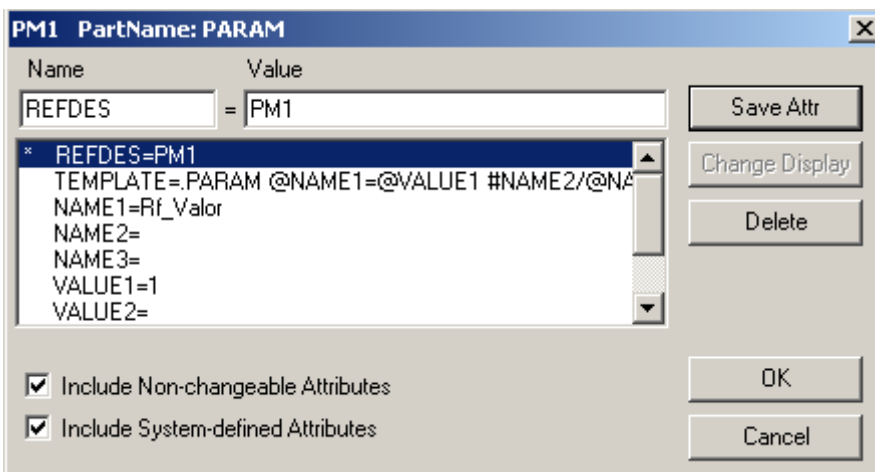 PM1 PartName: PARAM
Name Value
REFDES = PM1
Save Attr
* REFDES=PM1
TEMPLATE=.PARAM @NAME1=@VALUE1 #NAME2/@NA
NAME1=Rf_Valor
NAME2=
NAME3=
VALUE1=1
VALUE2=
Change Display
Delete
Include Non-changeable Attributes
Include System-defined Attributes
OK
Cancel